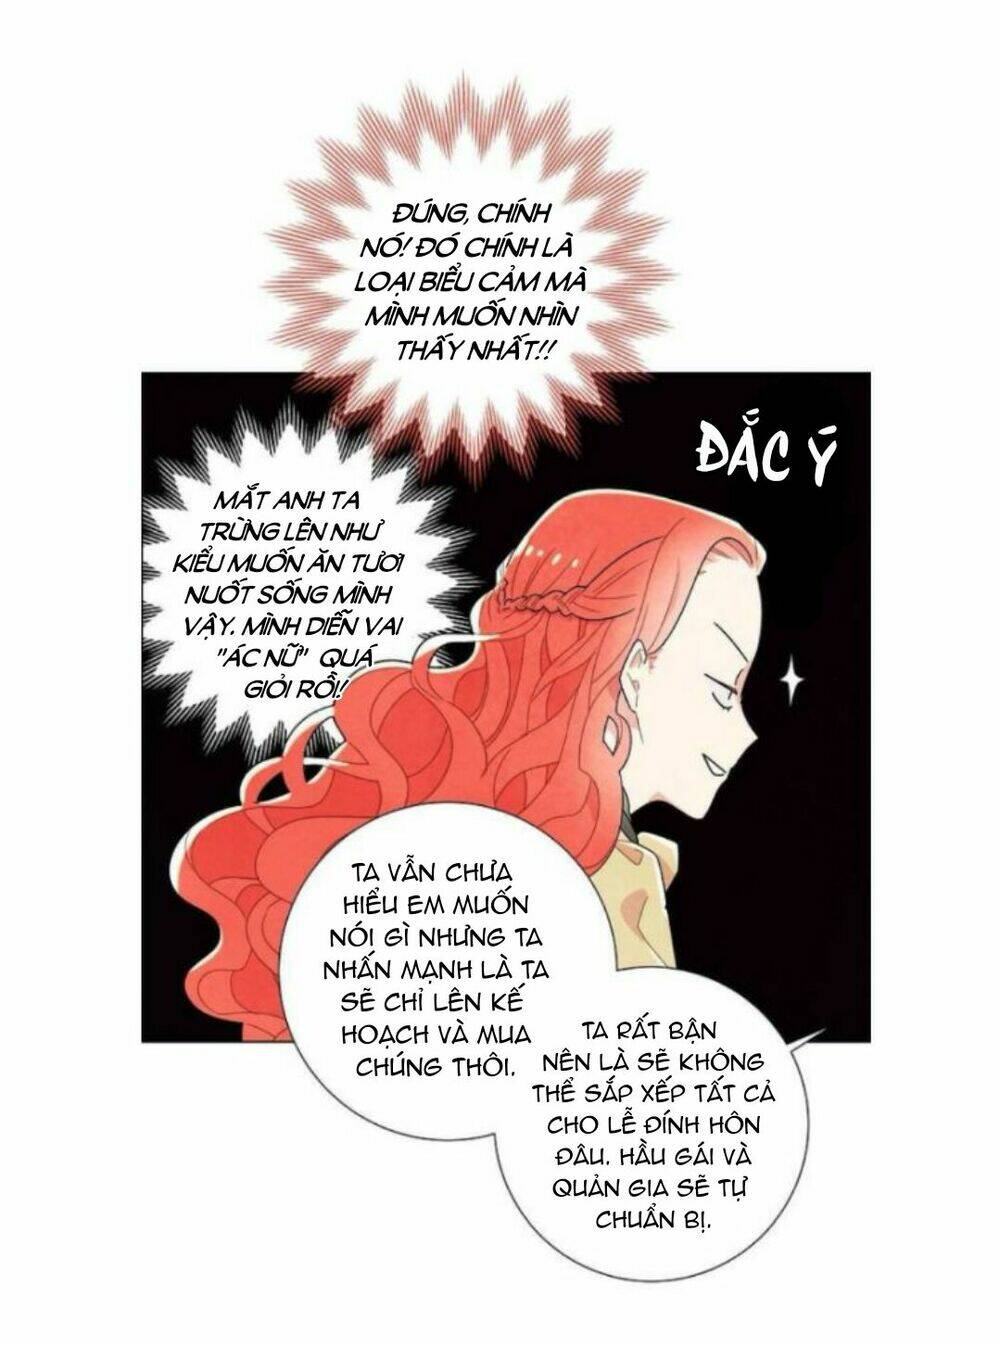 ĐÚNG, CHÍNH
NÓ! ĐÓ CHÍNH LÀ
LOẠI BIỂU CẢM MÀ
MÌNH MUỐN NHÌN
THẤY NHẤT!!
ĐẮC Ý
MẮT ANH TA
TRỪNG LÊN NHƯ
KIỂU MUỐN ĂN TƯƠI
NUỐT SỐNG MÌNH
VẬY. MÌNH DIỄN VAI
"ÁC NỮ" QUÁ
GIỎI RỒI!
TA VẪN CHƯA
HIỂU EM MUỐN
NÓI GÌ NHƯNG TA
NHẤN MẠNH LÀ TA
SẼ CHỈ LÊN KẾ
HOẠCH VÀ MUA
CHÚNG THÔI.
TA RẤT BẬN
NÊN LÀ SẼ KHÔNG
THỂ SẮP XẾP TẤT CẢ
CHO LỄ ĐÍNH HÔN
ĐÂU. HẦU GÁI VÀ
QUẢN GIA SẼ TỰ
CHUẨN BỊ.